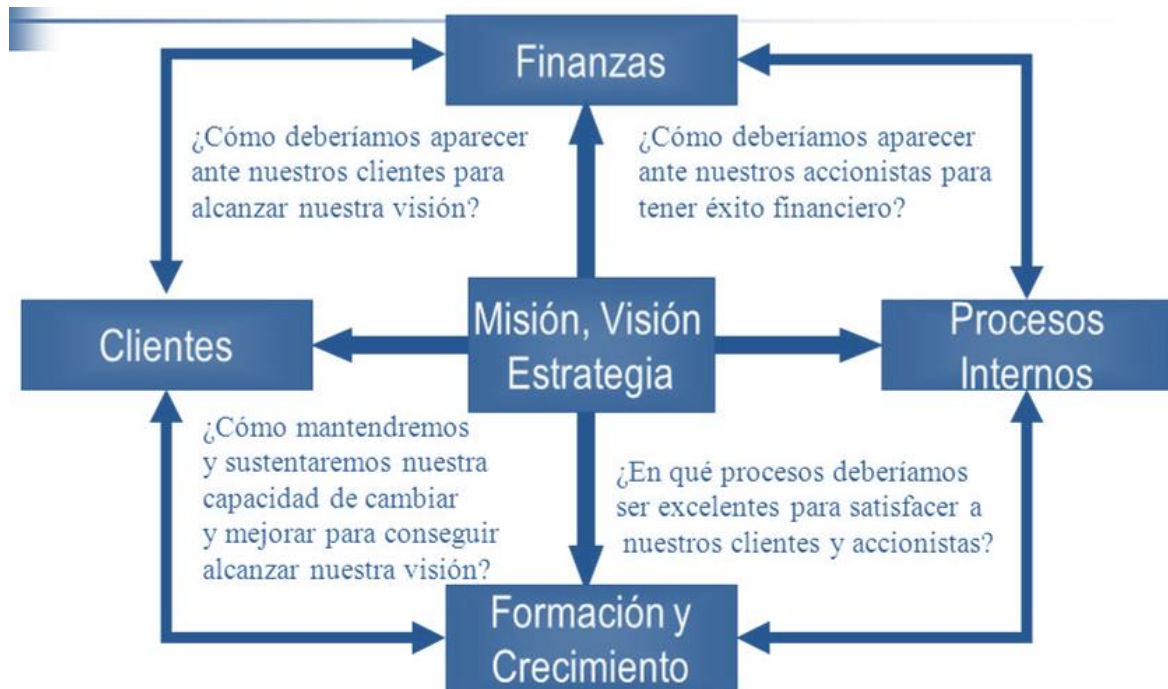 Finanzas
¿Cómo deberíamos aparecer
ante nuestros clientes para
alcanzar nuestra visión?
¿Cómo deberíamos aparecer
ante nuestros accionistas para
tener éxito financiero?
Clientes
Misión, Visión
Estrategia
Procesos
Internos
¿Cómo mantendremos
y sustentaremos nuestra
capacidad de cambiar
y mejorar para conseguir
alcanzar nuestra visión?
¿En qué procesos deberíamos
ser excelentes para satisfacer a
nuestros clientes y accionistas?
Formación y
Crecimiento